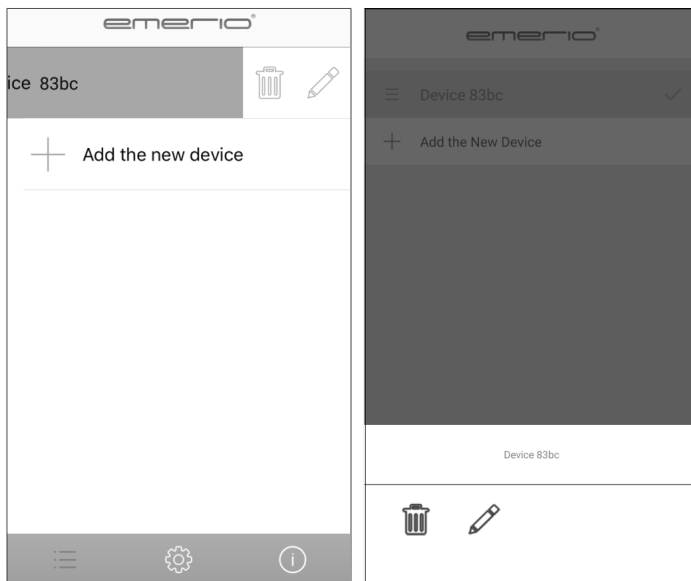 emerio®
ice 83bc
Add the new device
i
emerio®
Device 83bc
Add the New Device
Device 83bc